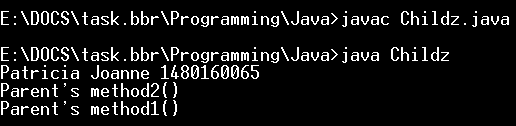 E:\DOCS\task.bbr\Programming\Java>javac Childz.java
E:\DOCS\task.bbr\Programming\Java>java Childz
Patricia Joanne 1480160065
Parent's method2()
Parent's method1()